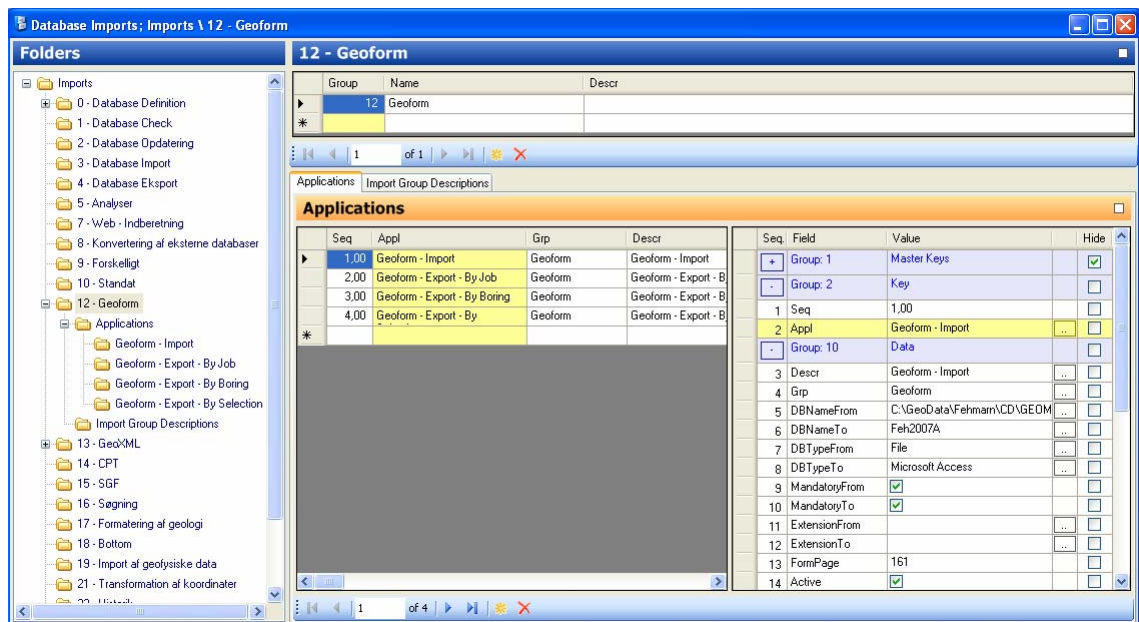 Database Imports; Imports \ 12 - Geoform
Folders
Imports
0 - Database Definition
1 - Database Check
2 - Database Opdatering
3 - Database Import
4 - Database Eksport
5 - Analyser
7 - Web - Indberetning
8 - Konvertering af eksterne databaser
9 - Forskelligt
10 - Standat
12 - Geoform
Applications
Geoform - Import
Geoform - Export - By Job
Geoform - Export - By Boring
Geoform - Export - By Selection
Import Group Descriptions
13 - GeoXML
14 - CPT
15 - SGF
16 - Søgning
17 - Formatering af geologi
18 - Bottom
19 - Import af geofysiske data
21 - Transformation af koordinater
12 - Geoform
Group Name Descr
12 Geoform
1 of 1
Applications Import Group Descriptions
Applications
Seq Appl Grp Descr
1,00 Geoform - Import Geoform Geoform - Import
2,00 Geoform - Export - By Job Geoform Geoform - Export - B
3,00 Geoform - Export - By Boring Geoform Geoform - Export - B
4,00 Geoform - Export - By Geoform Geoform - Export - B
Seq. Field Value Hide
+ Group: 1 Master Keys
- Group: 2 Key
1 Seq 1,00
2 Appl Geoform - Import ..
- Group: 10 Data
3 Descr Geoform - Import ..
4 Grp Geoform ..
5 DBNameFrom C:\GeoData\Fehmarn\CD\GEOM ..
6 DBNameTo Feh2007A ..
7 DBTypeFrom File ..
8 DBTypeTo Microsoft Access ..
9 MandatoryFrom
10 MandatoryTo
11 ExtensionFrom ..
12 ExtensionTo ..
13 FormPage 161
14 Active
1 of 4